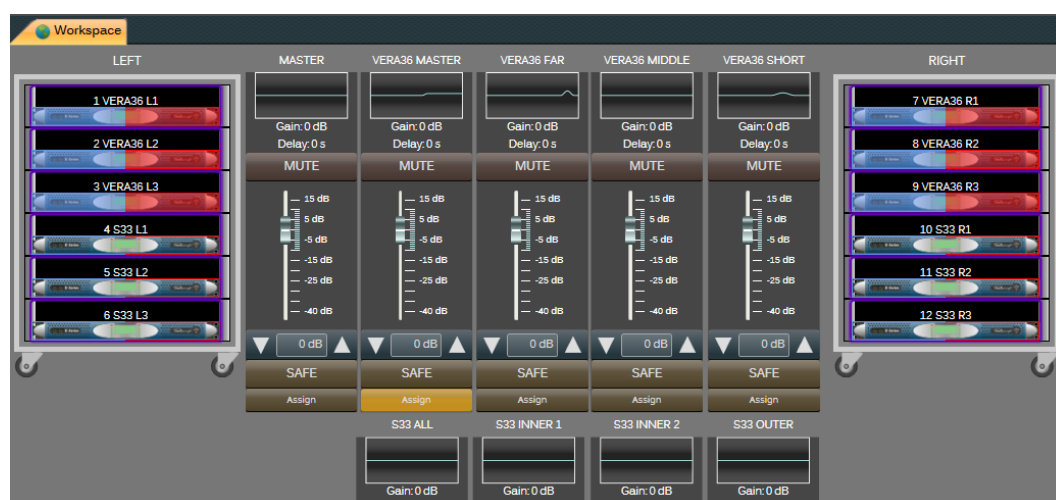 Workspace
LEFT
MASTER
VERA36 MASTER
VERA36 FAR
VERA36 MIDDLE
VERA36 SHORT
RIGHT
1 VERA36 L1
2 VERA36 L2
3 VERA36 L3
4 S33 L1
5 S33 L2
6 S33 L3
Gain: 0 dB
Delay: 0 s
MUTE
15 dB
5 dB
-5 dB
-15 dB
-25 dB
-40 dB
0 dB
SAFE
Assign
Gain: 0 dB
Delay: 0 s
MUTE
15 dB
5 dB
-5 dB
-15 dB
-25 dB
-40 dB
0 dB
SAFE
Assign
Gain: 0 dB
Delay: 0 s
MUTE
15 dB
5 dB
-5 dB
-15 dB
-25 dB
-40 dB
0 dB
SAFE
Assign
Gain: 0 dB
Delay: 0 s
MUTE
15 dB
5 dB
-5 dB
-15 dB
-25 dB
-40 dB
0 dB
SAFE
Assign
Gain: 0 dB
Delay: 0 s
MUTE
15 dB
5 dB
-5 dB
-15 dB
-25 dB
-40 dB
0 dB
SAFE
Assign
7 VERA36 R1
8 VERA36 R2
9 VERA36 R3
10 S33 R1
11 S33 R2
12 S33 R3
S33 ALL
S33 INNER 1
S33 INNER 2
S33 OUTER
Gain: 0 dB
Gain: 0 dB
Gain: 0 dB
Gain: 0 dB